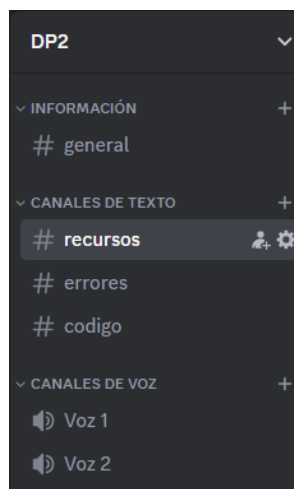 DP2
INFORMACIÓN
general
CANALES DE TEXTO
recursos
errores
codigo
CANALES DE VOZ
Voz 1
Voz 2